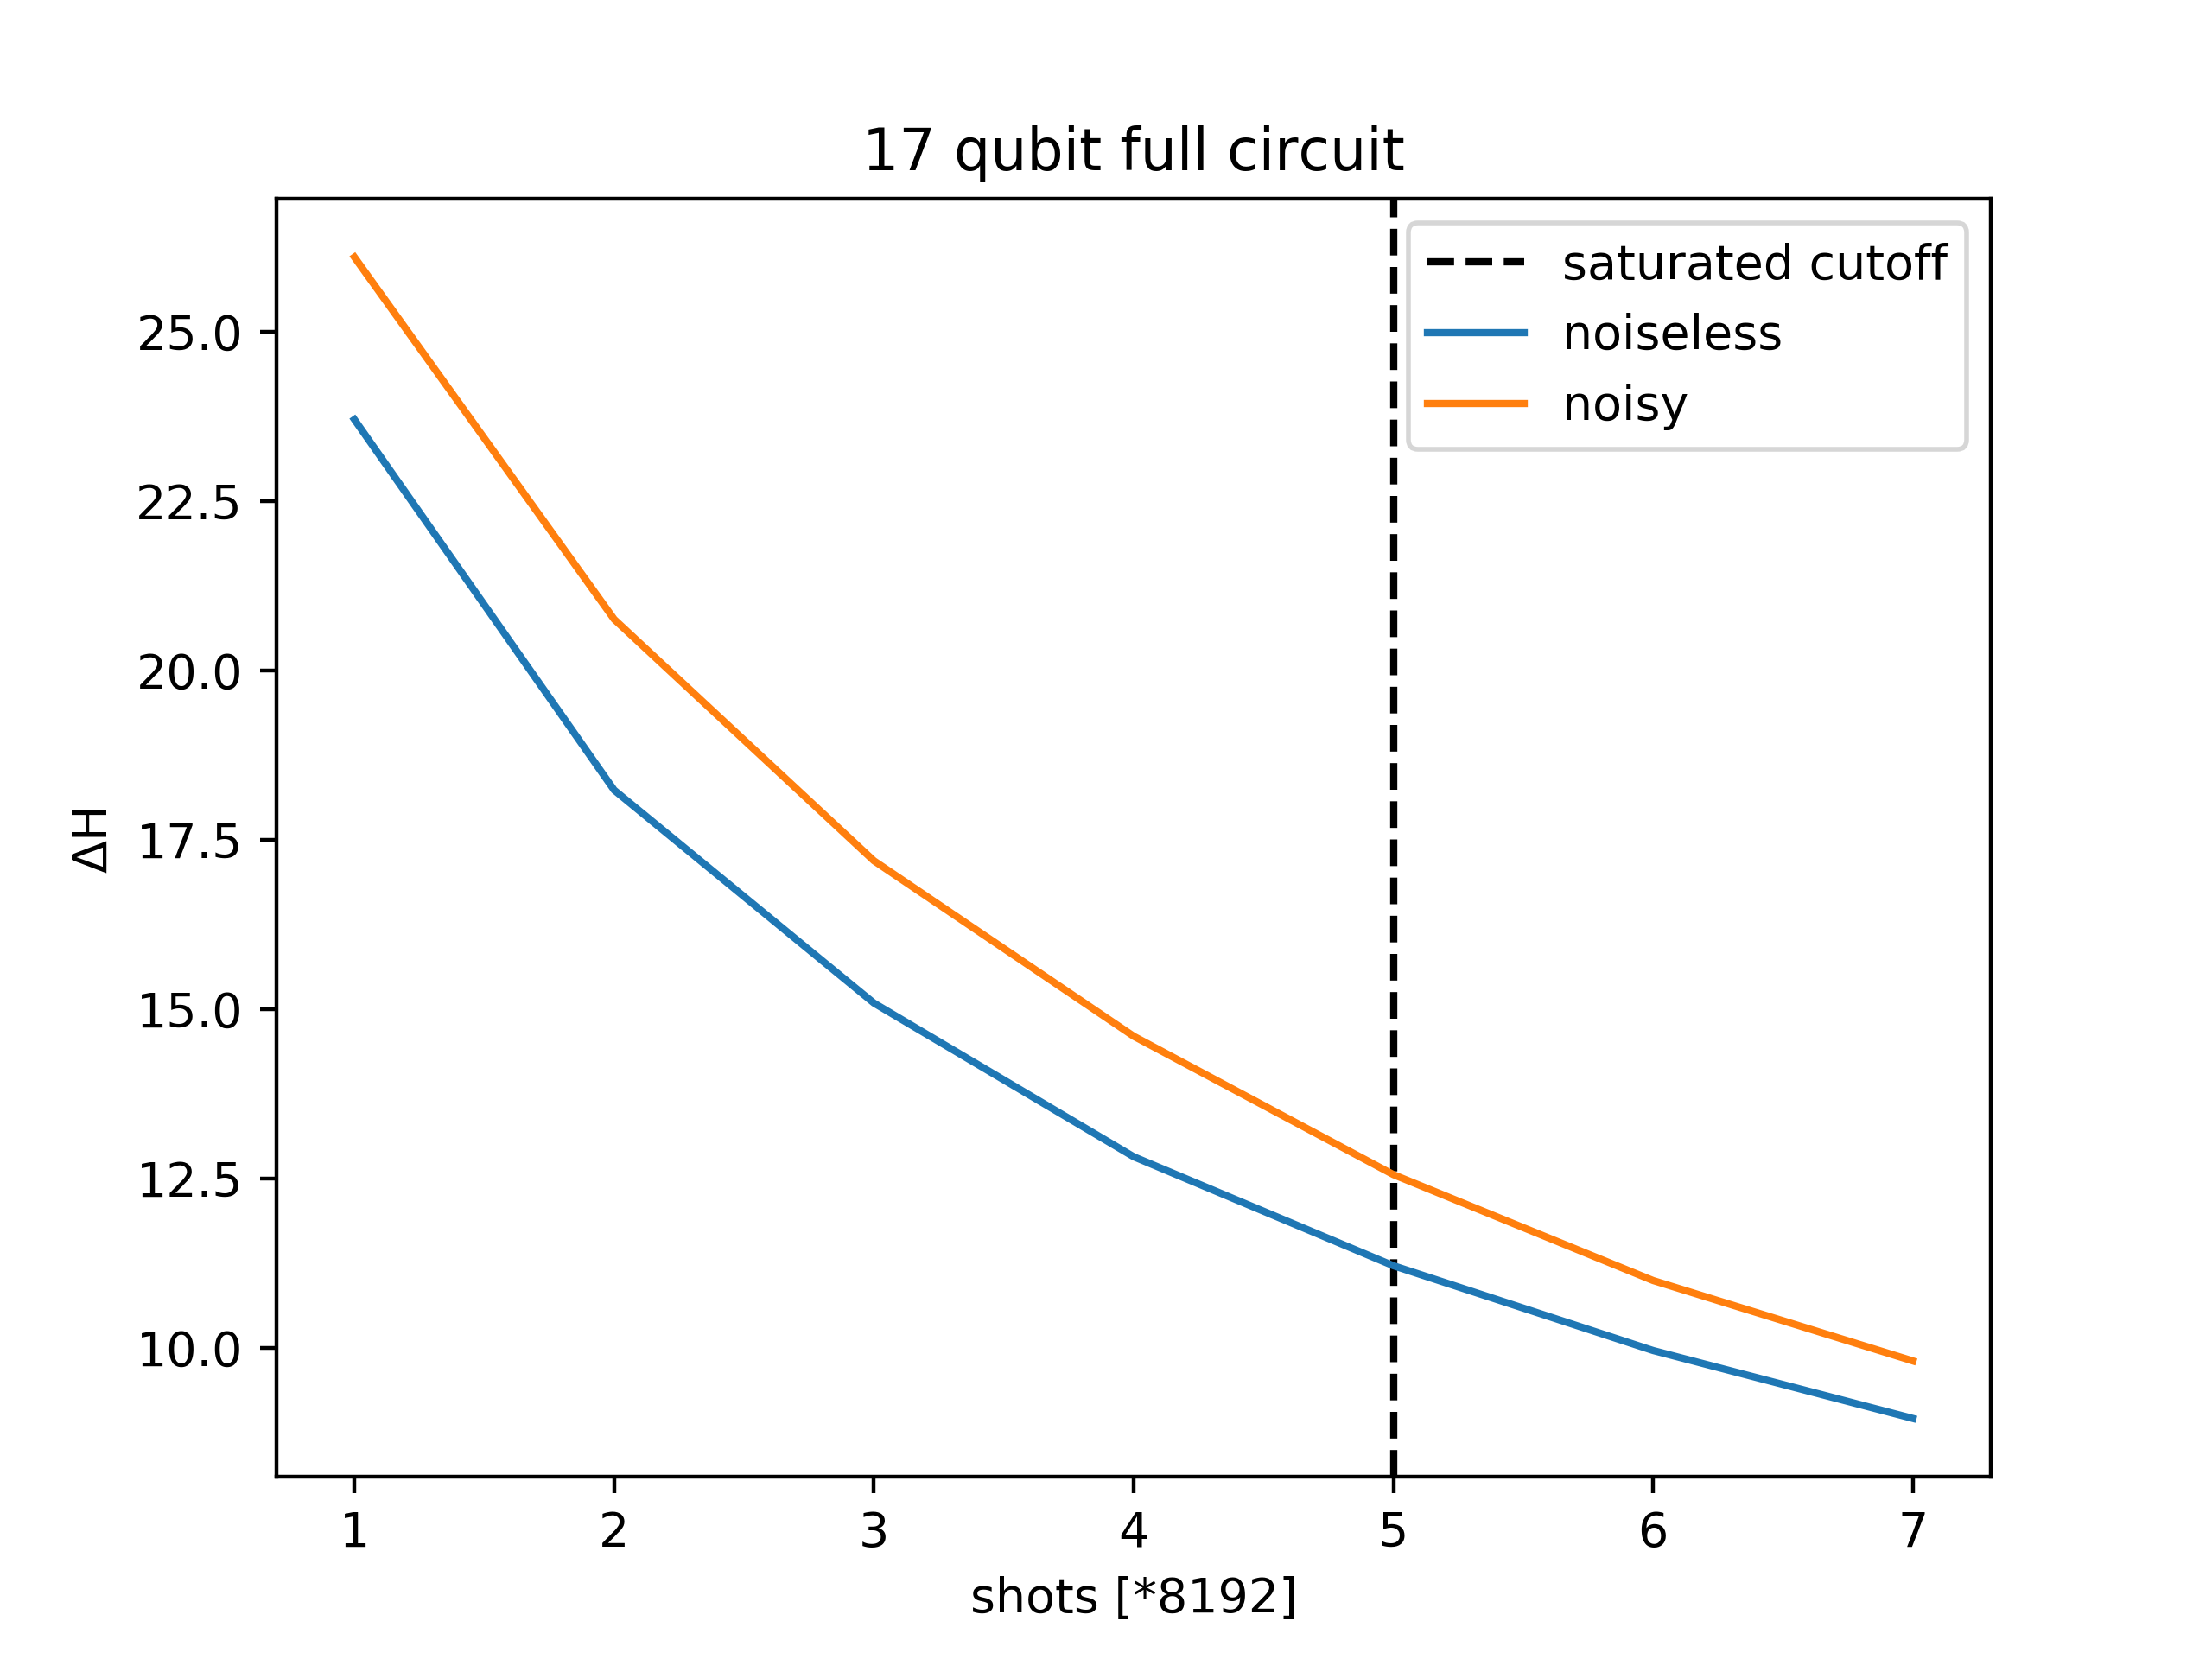 17 qubit full circuit
saturated cutoff
noiseless
noisy
25.0
22.5
20.0
17.5
15.0
12.5
10.0
ΔH
1 2 3 4 5 6 7
shots [*8192]